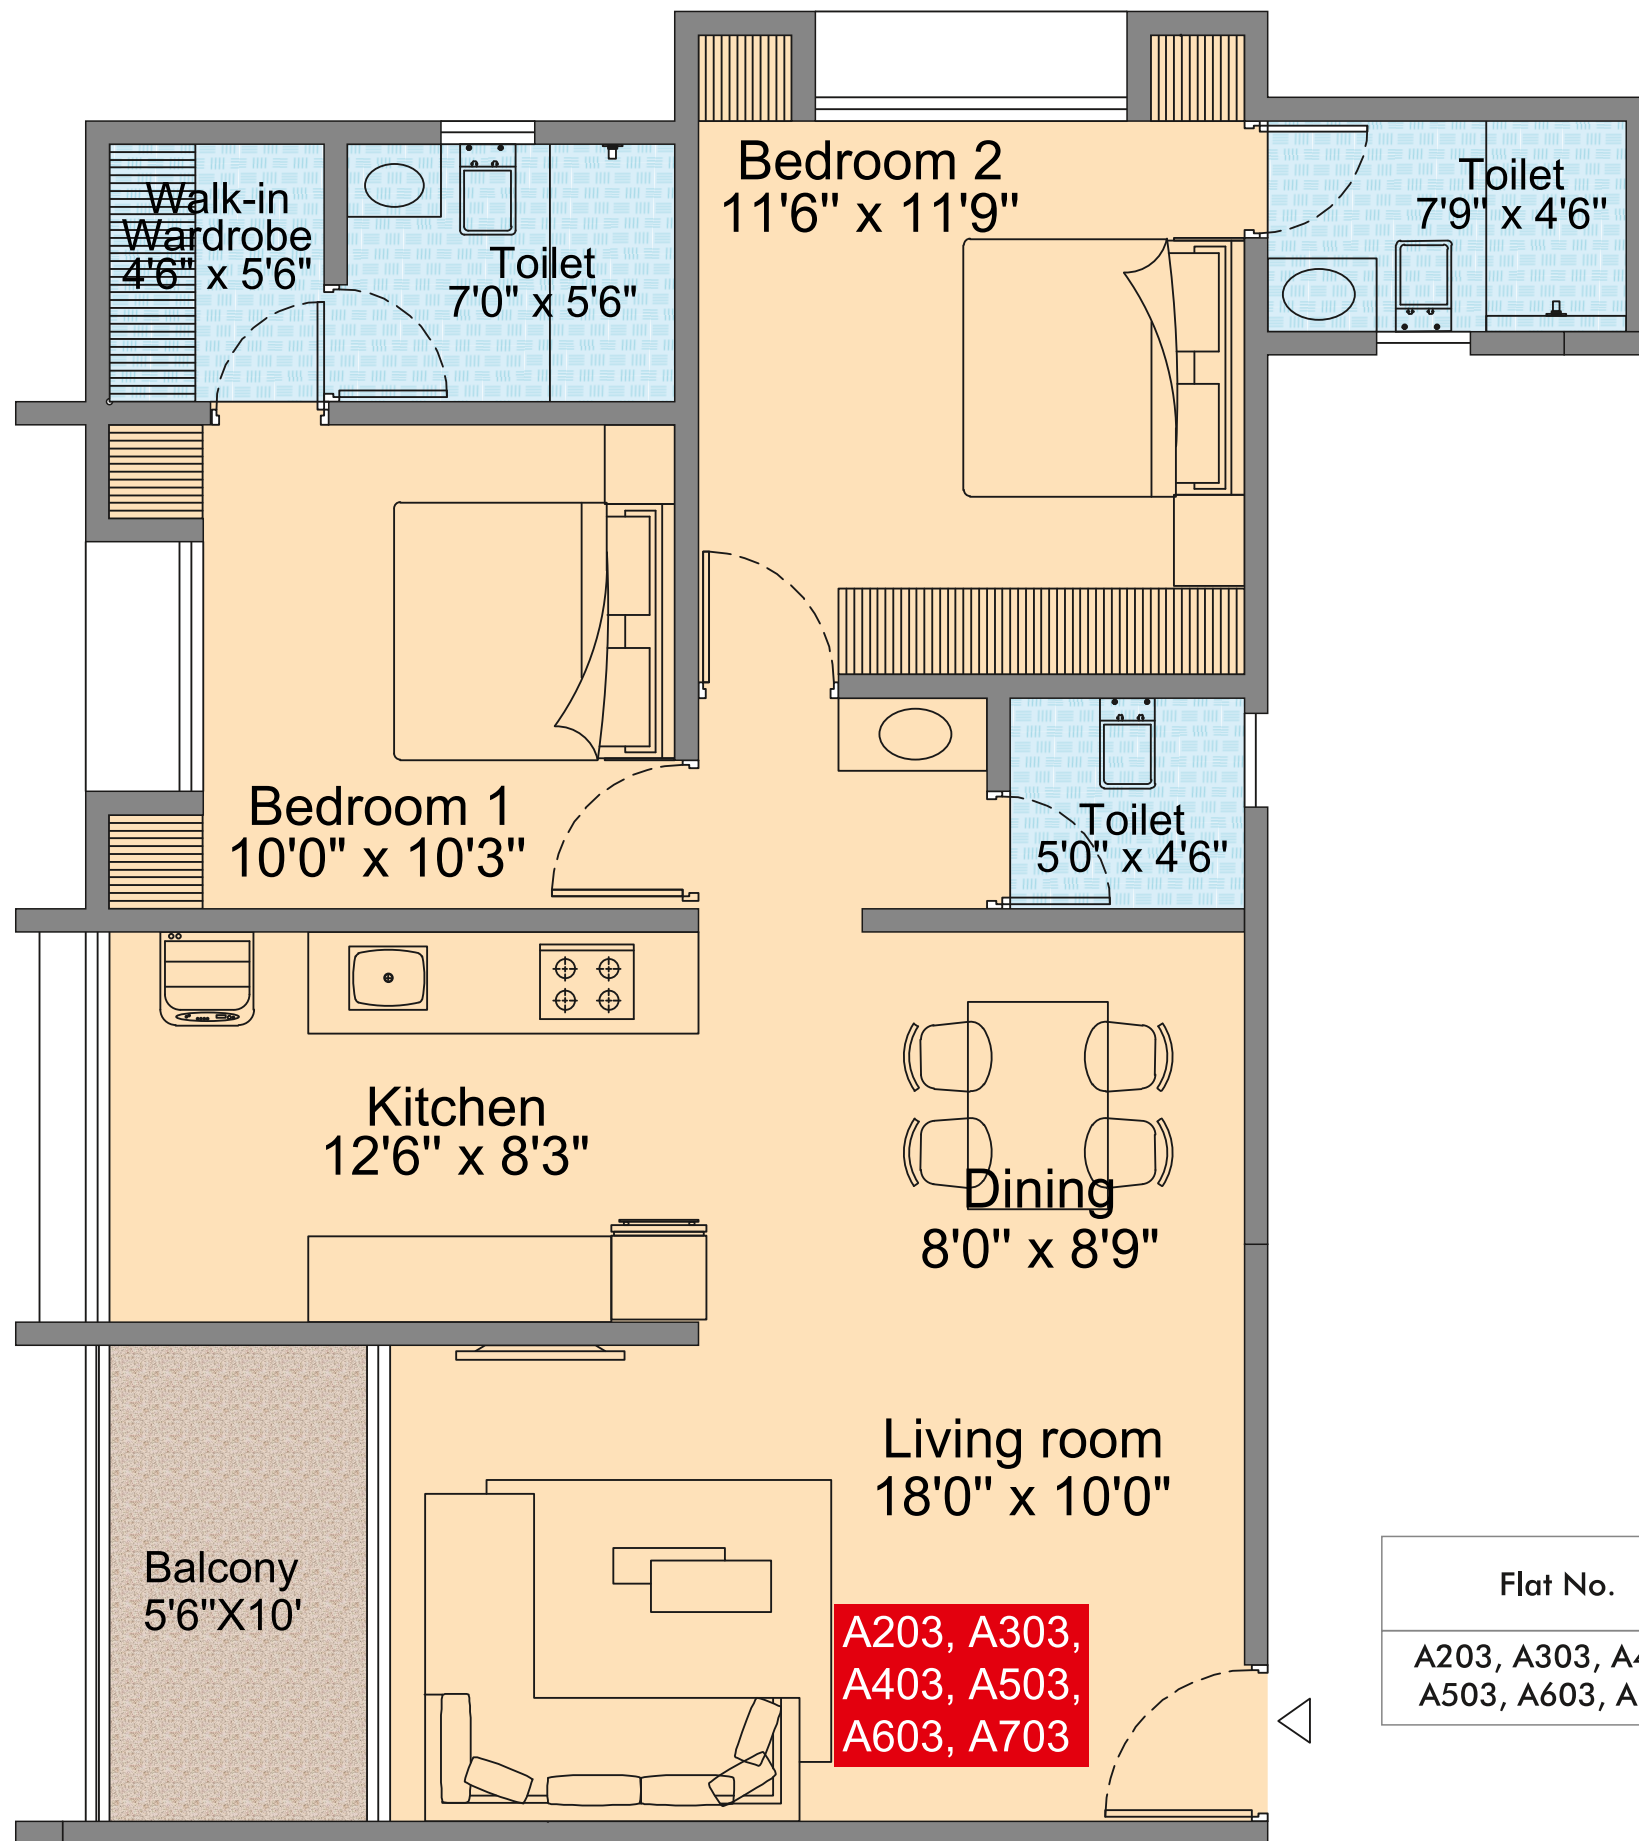 Bedroom 2
11'6" x 11'9"
Toilet
7'9" x 4'6"
Walk-in
Wardrobe
4'6" x 5'6"
Toilet
7'0" x 5'6"
Bedroom 1
10'0" x 10'3"
Toilet
5'0" x 4'6"
Kitchen
12'6" x 8'3"
Dining
8'0" x 8'9"
Living room
18'0" x 10'0"
Balcony
5'6"X10'
A203, A303,
A403, A503,
A603, A703
Flat No.
A203, A303,
A503, A603,